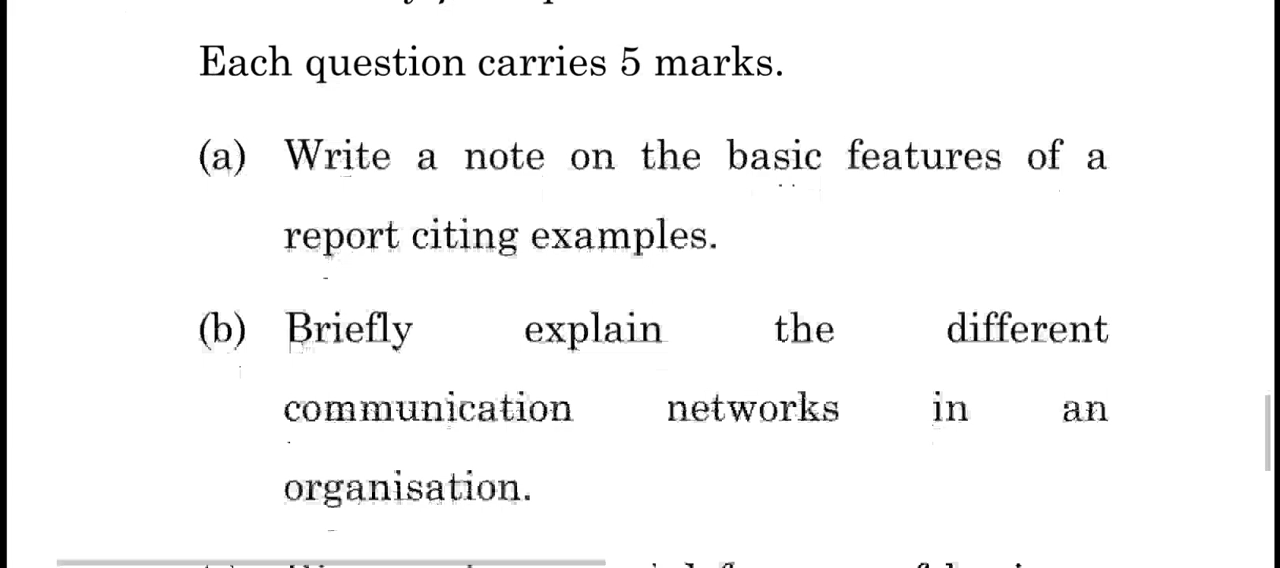 Each question carries 5 marks.
(a) Write a note on the basic features of a
report citing examples.
(b) Briefly explain the different
communication networks in an
organisation.